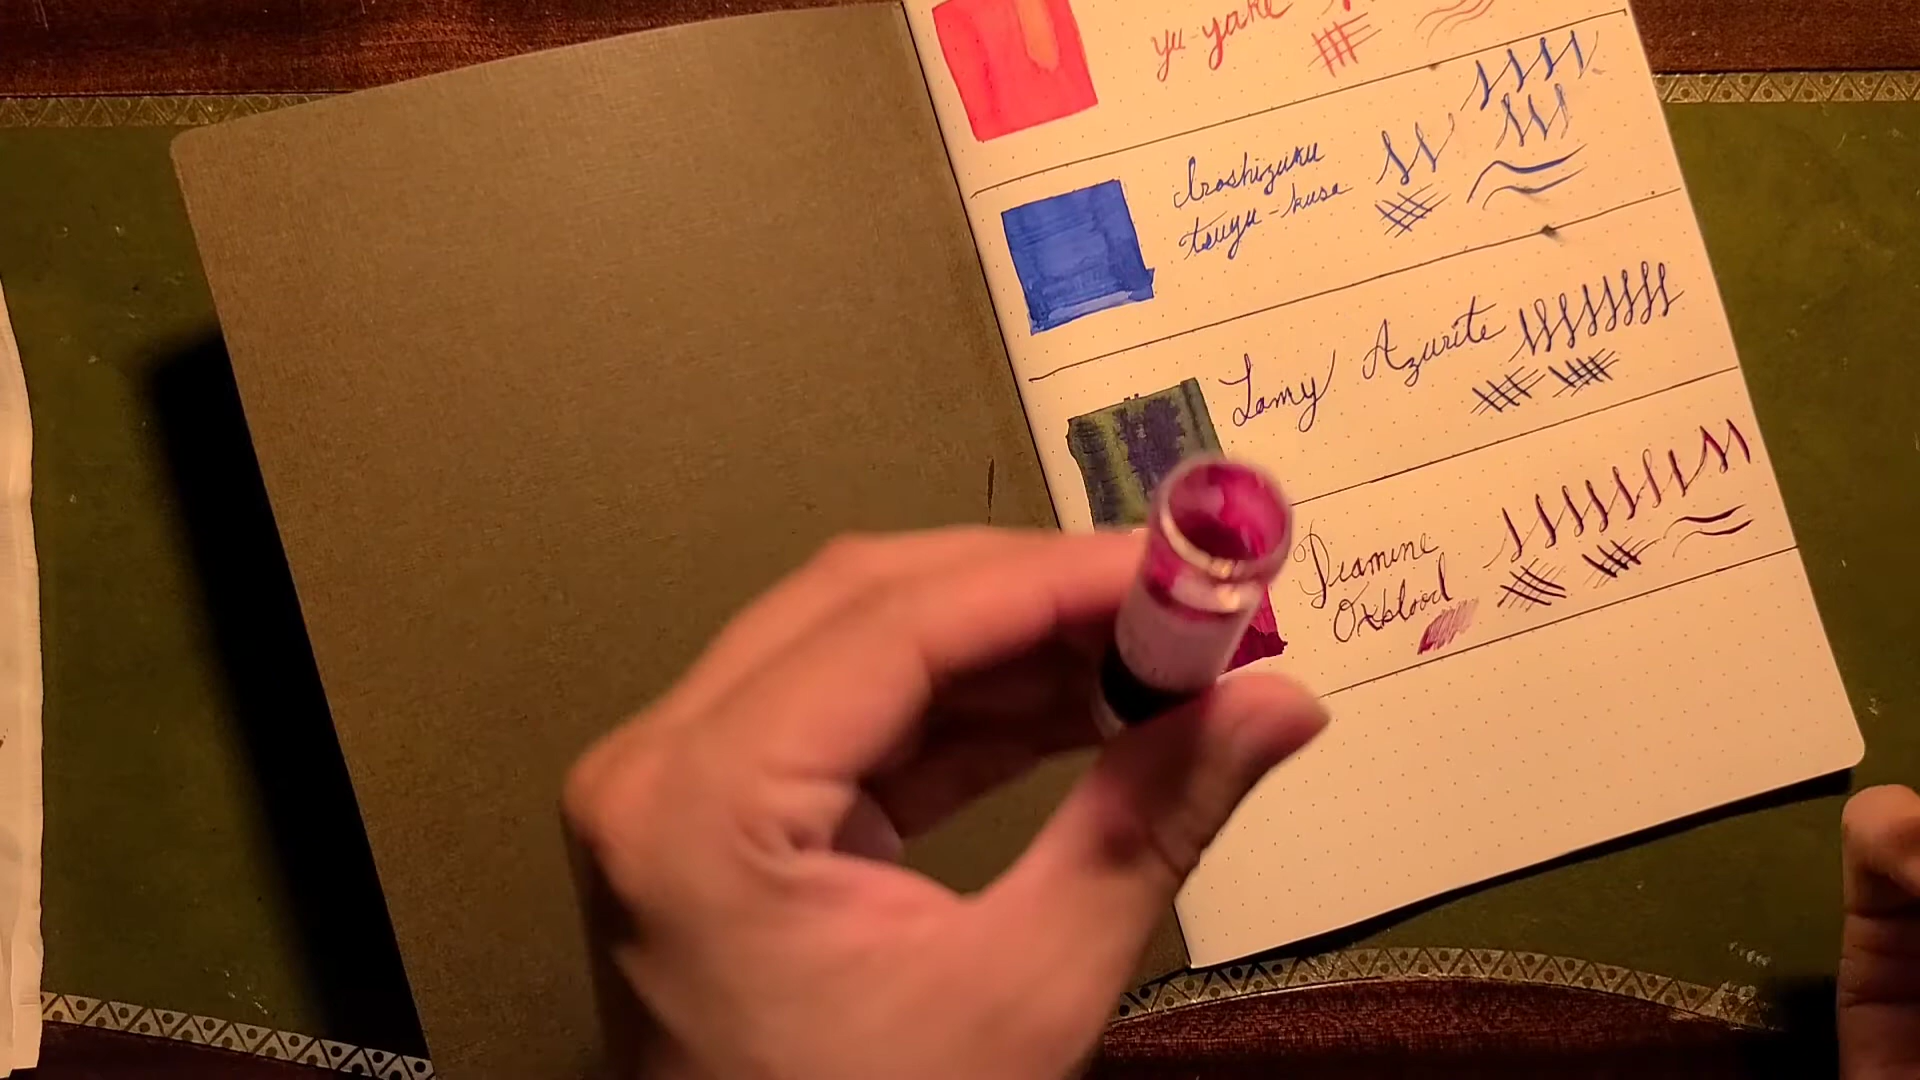 yu-yake
Iroshizuku
tsuyu-kusa
Lamy Azurite
Diamine
Oxblood